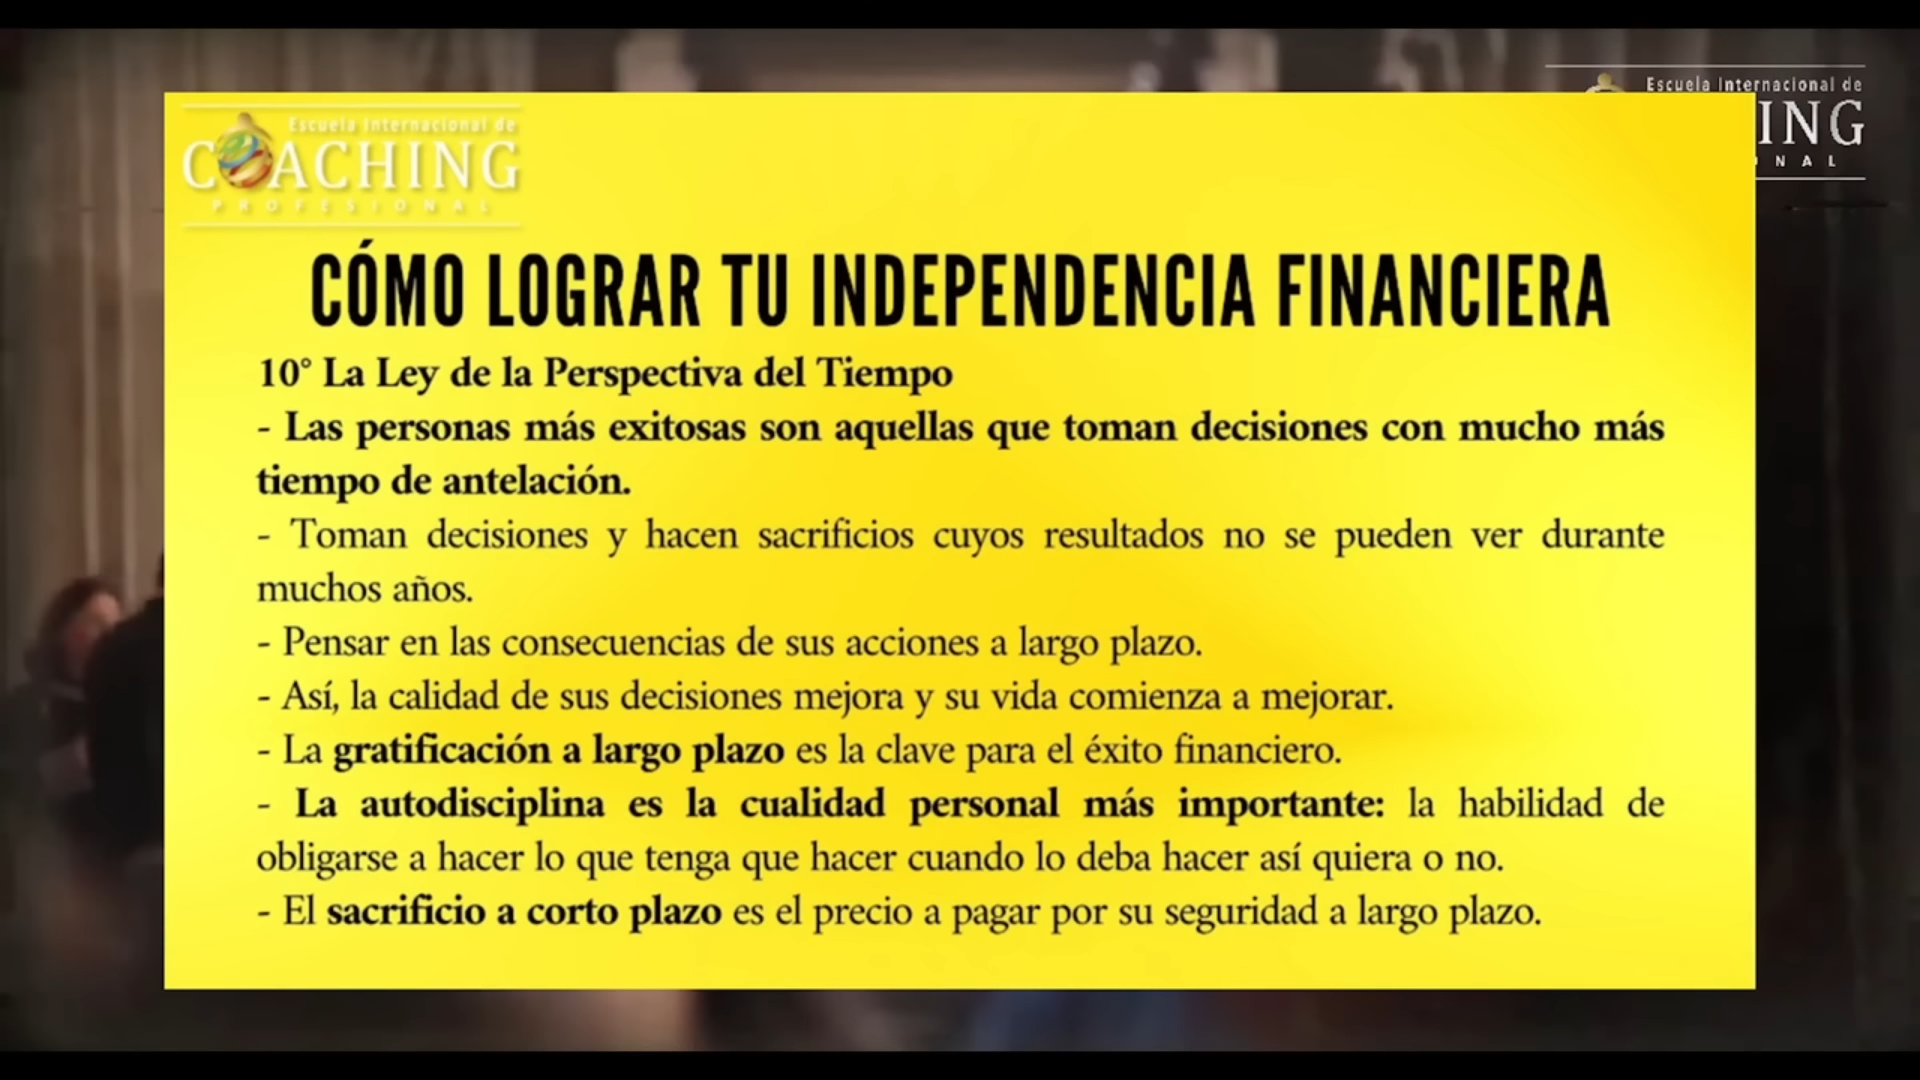 Escuela Internacional de
ING
NAL
Escuela Internacional de
COACHING
PROFESIONAL
CÓMO LOGRAR TU INDEPENDENCIA FINANCIERA
10° La Ley de la Perspectiva del Tiempo
- Las personas más exitosas son aquellas que toman decisiones con mucho más
tiempo de antelación.
- Toman decisiones y hacen sacrificios cuyos resultados no se pueden ver durante
muchos años.
- Pensar en las consecuencias de sus acciones a largo plazo.
- Así, la calidad de sus decisiones mejora y su vida comienza a mejorar.
- La gratificación a largo plazo es la clave para el éxito financiero.
- La autodisciplina es la cualidad personal más importante: la habilidad de
obligarse a hacer lo que tenga que hacer cuando lo deba hacer así quiera o no.
- El sacrificio a corto plazo es el precio a pagar por su seguridad a largo plazo.